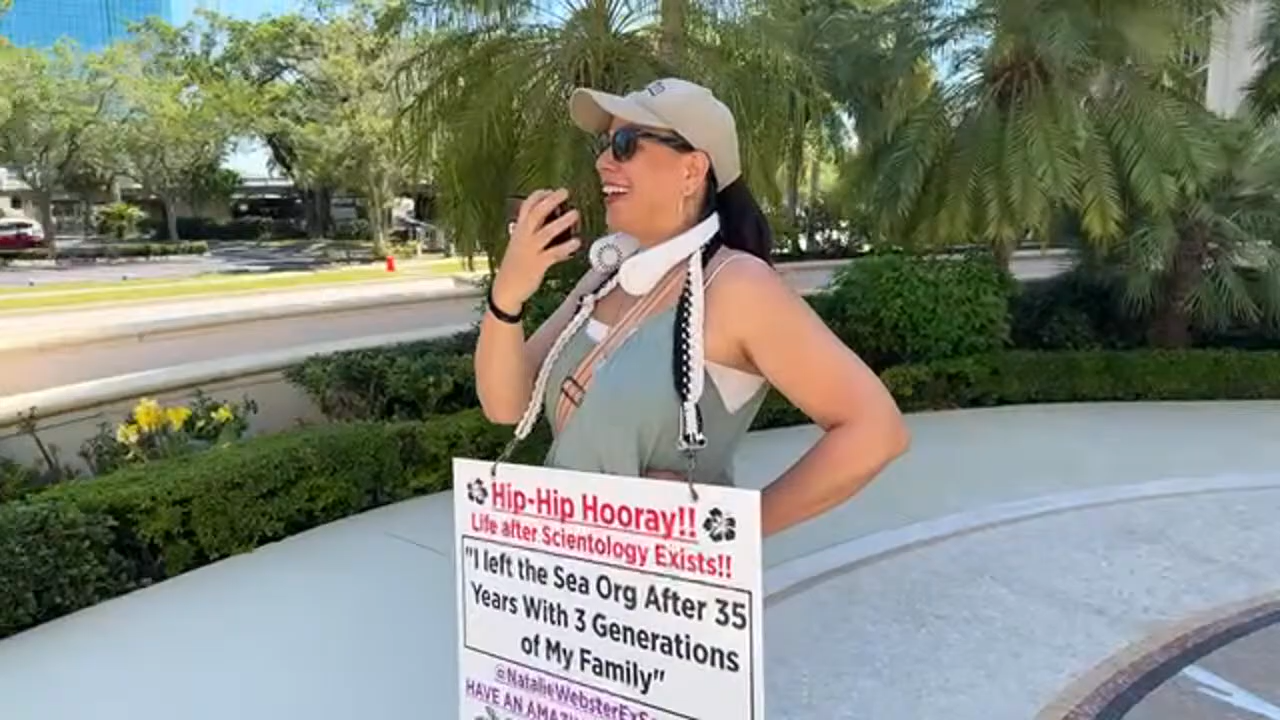 Hip-Hip Hooray!!
Life after Scientology Exists!!
"I left the Sea Org After 35
Years With 3 Generations
of My Family"
@NatalieWebsterExS
HAVE AN